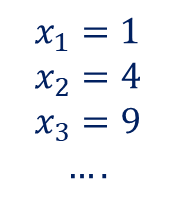 x₁ = 1
x₂ = 4
x₃ = 9
....